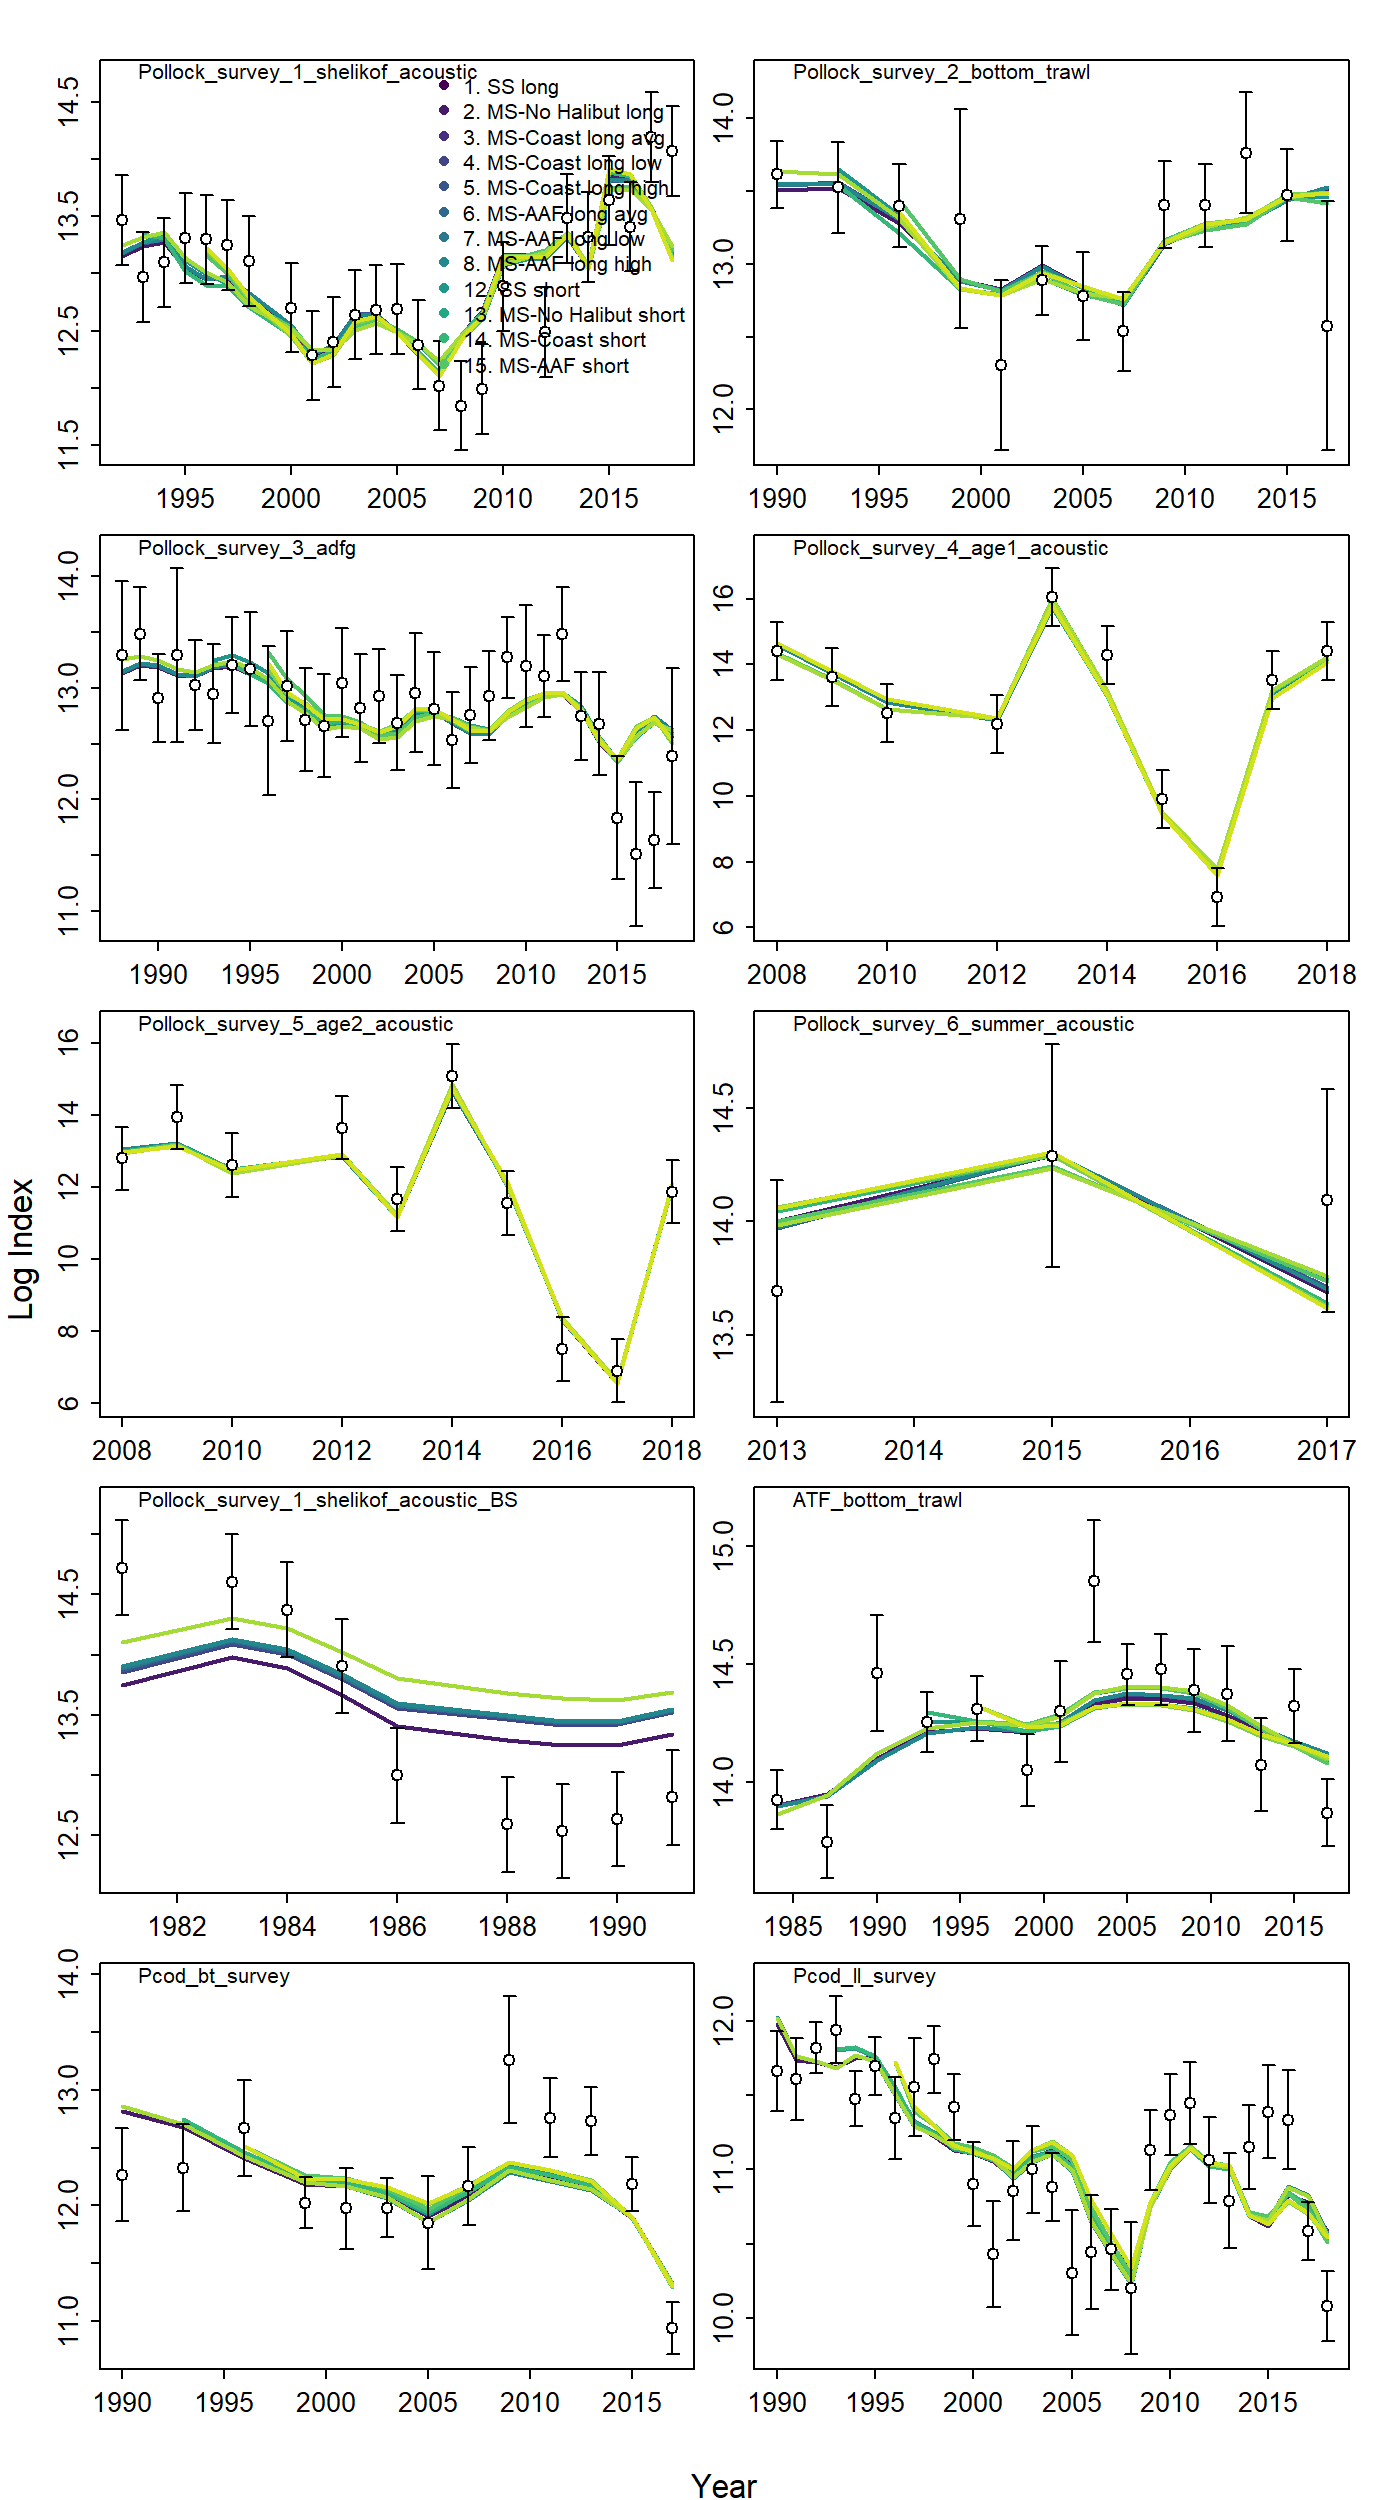 Pollock_survey_1_shelikof_acoustic
1. SS long
2. MS-No Halibut long
3. MS-Coast long avg
4. MS-Coast long low
5. MS-Coast long high
6. MS-AAF long avg
7. MS-AAF long low
8. MS-AAF long high
12. SS short
13. MS-No Halibut short
14. MS-Coast short
15. MS-AAF short
14.5
13.5
12.5
11.5
1995 2000 2005 2010 2015
Pollock_survey_2_bottom_trawl
14.0
13.0
12.0
1990 1995 2000 2005 2010 2015
Pollock_survey_3_adfg
14.0
13.0
12.0
11.0
1990 1995 2000 2005 2010 2015
Pollock_survey_4_age1_acoustic
16
14
12
10
8
6
2008 2010 2012 2014 2016 2018
Pollock_survey_5_age2_acoustic
16
14
12
10
8
6
2008 2010 2012 2014 2016 2018
Pollock_survey_6_summer_acoustic
14.5
14.0
13.5
2013 2014 2015 2016 2017
Log Index
Pollock_survey_1_shelikof_acoustic_BS
14.5
13.5
12.5
1982 1984 1986 1988 1990
ATF_bottom_trawl
15.0
14.5
14.0
1985 1990 1995 2000 2005 2010 2015
Pcod_bt_survey
14.0
13.0
12.0
11.0
1990 1995 2000 2005 2010 2015
Pcod_ll_survey
12.0
11.0
10.0
1990 1995 2000 2005 2010 2015
Year